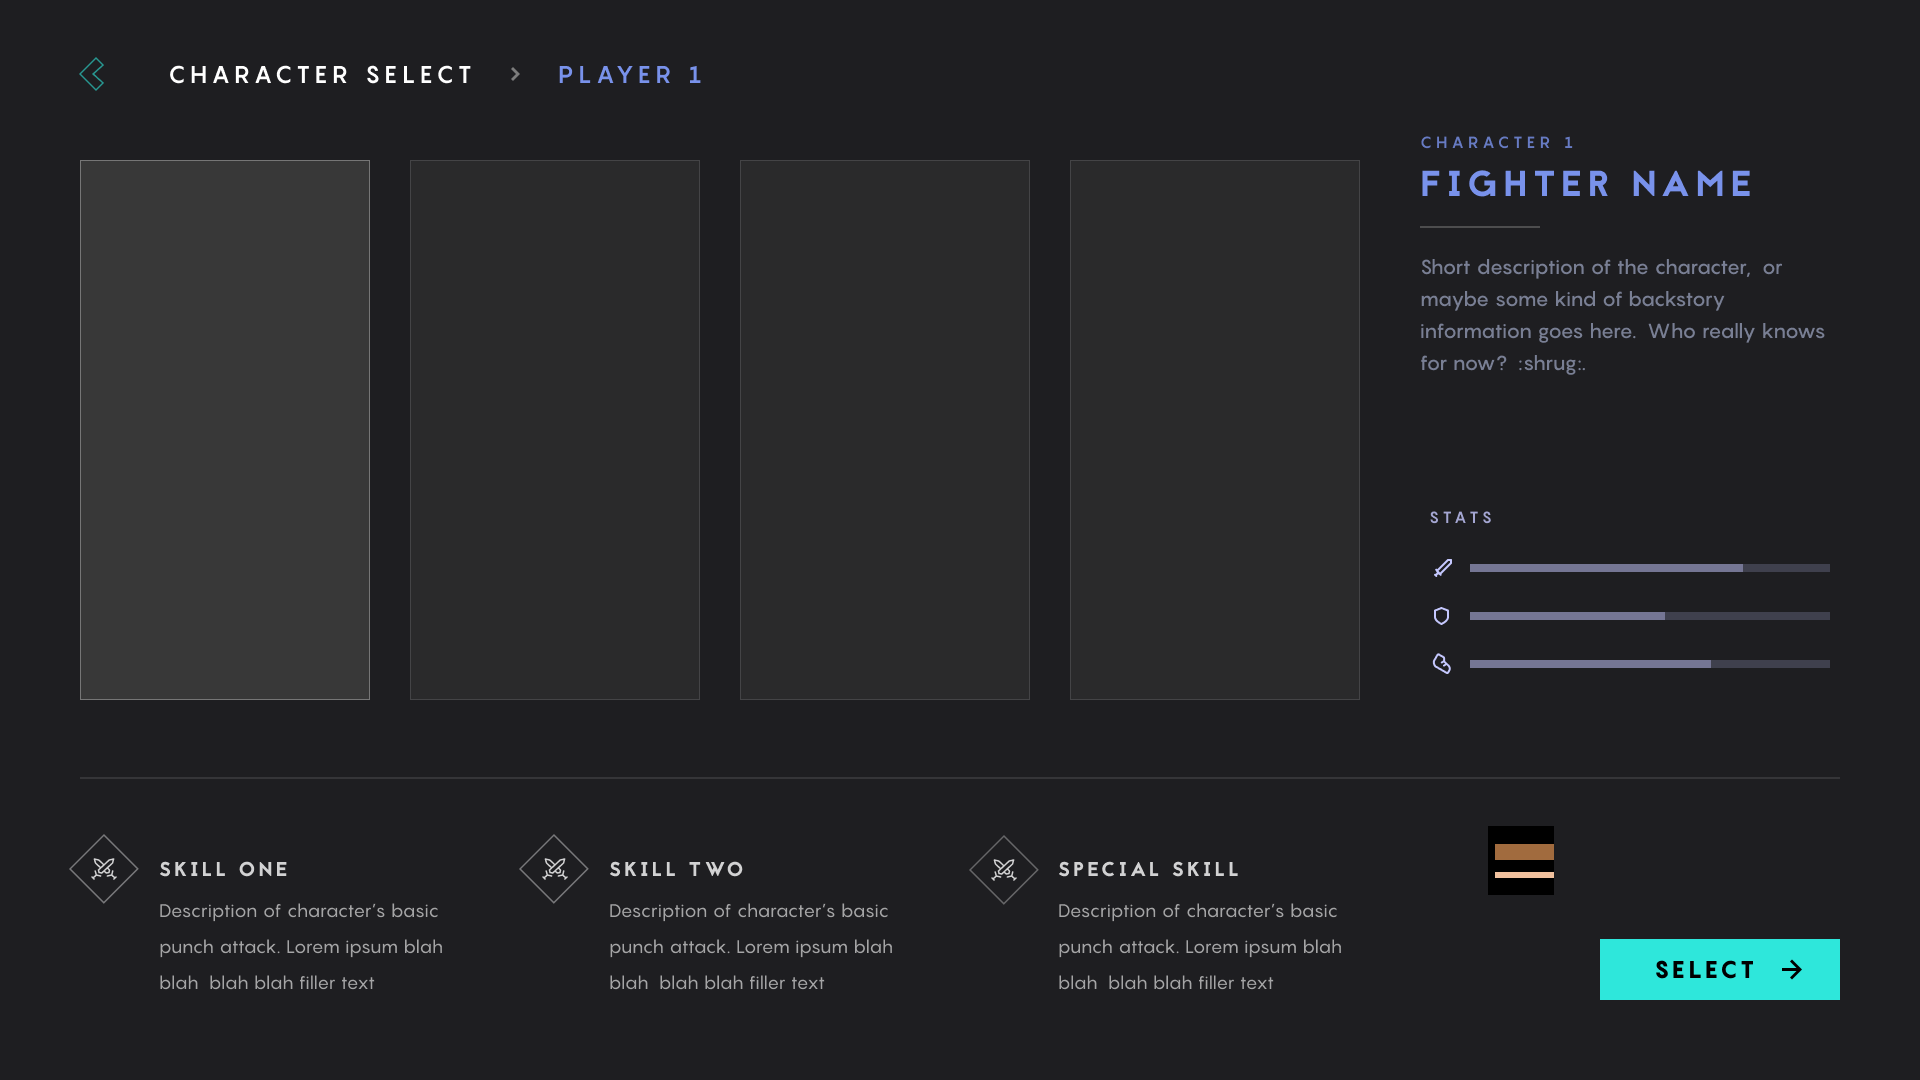 CHARACTER SELECT > PLAYER 1
CHARACTER 1
FIGHTER NAME
Short description of the character,  or
maybe some kind of backstory
information goes here.  Who really knows
for now?  :shrug:.
STATS
SKILL ONE
Description of character’s basic
punch attack. Lorem ipsum blah
blah  blah blah filler text
SKILL TWO
Description of character’s basic
punch attack. Lorem ipsum blah
blah  blah blah filler text
SPECIAL SKILL
Description of character’s basic
punch attack. Lorem ipsum blah
blah  blah blah filler text
SELECT →